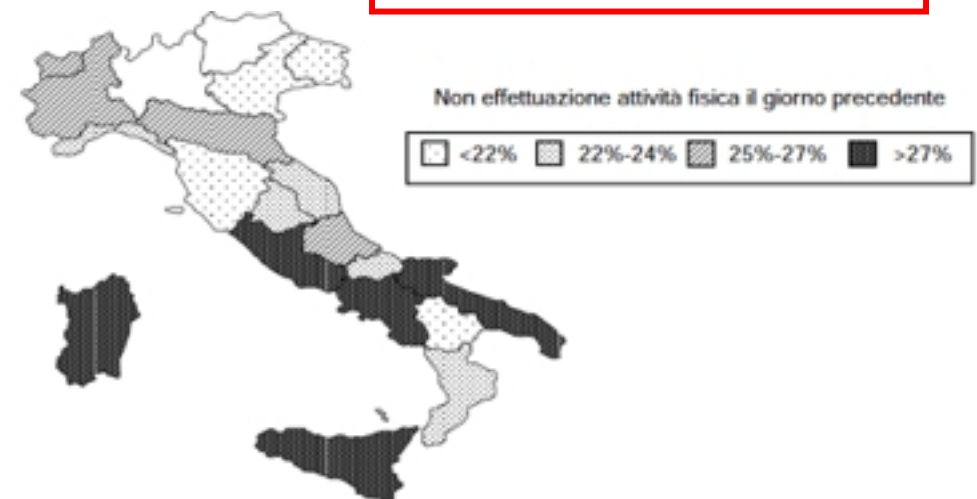 Non effettuazione attività fisica il giorno precedente
<22% 22%-24% 25%-27% >27%